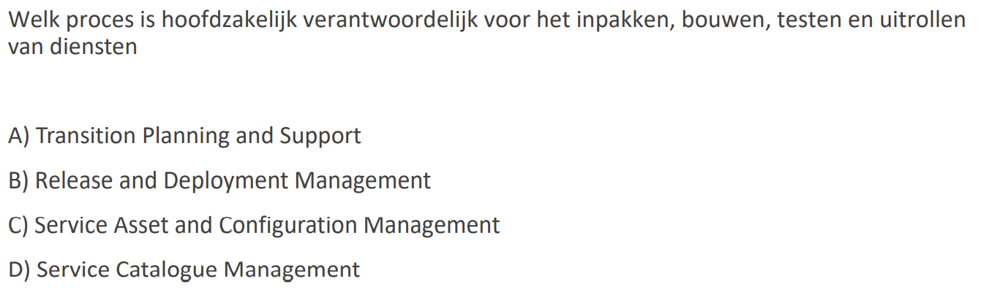 Welk proces is hoofdzakelijk verantwoordelijk voor het inpakken, bouwen, testen en uitrollen
van diensten
A) Transition Planning and Support
B) Release and Deployment Management
C) Service Asset and Configuration Management
D) Service Catalogue Management